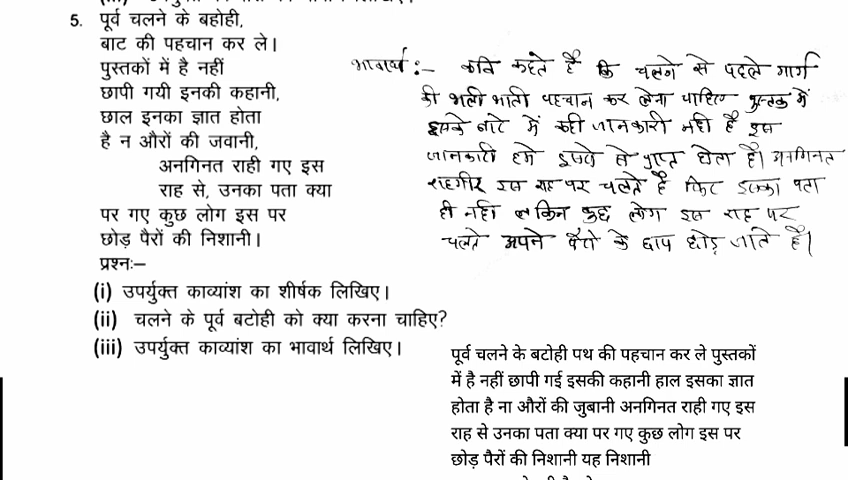 5. पूर्व चलने के बहोही,
बाट की पहचान कर ले।
पुस्तकों में है नहीं
छापी गयी इनकी कहानी,
छाल इनका ज्ञात होता
है न औरों की जवानी,
अनगिनत राही गए इस
राह से, उनका पता क्या
पर गए कुछ लोग इस पर
छोड़ पैरों की निशानी।
प्रश्नः–
(i) उपर्युक्त काव्यांश का शीर्षक लिखिए।
(ii) चलने के पूर्व बटोही को क्या करना चाहिए?
(iii) उपर्युक्त काव्यांश का भावार्थ लिखिए।
भावार्थ :- कवि कहते है कि चलने से पहले मार्ग
की भली भाती पहचान कर लेना चाहिए पुस्तक में
इसके बारे में कही जानकारी नही है इस
जानकारी हमे से प्राप्त होता है। अनगिनत
राहगीर इस राह पर चलते है फिर इसका पता
ही नही लेकिन कुछ लोग इस राह पर
चलते अपने पैरो के छाप छोड़ जाते है।
पूर्व चलने के बटोही पथ की पहचान कर ले पुस्तकों
में है नहीं छापी गई इसकी कहानी हाल इसका ज्ञात
होता है ना औरों की जुबानी अनगिनत राही गए इस
राह से उनका पता क्या पर गए कुछ लोग इस पर
छोड़ पैरों की निशानी यह निशानी